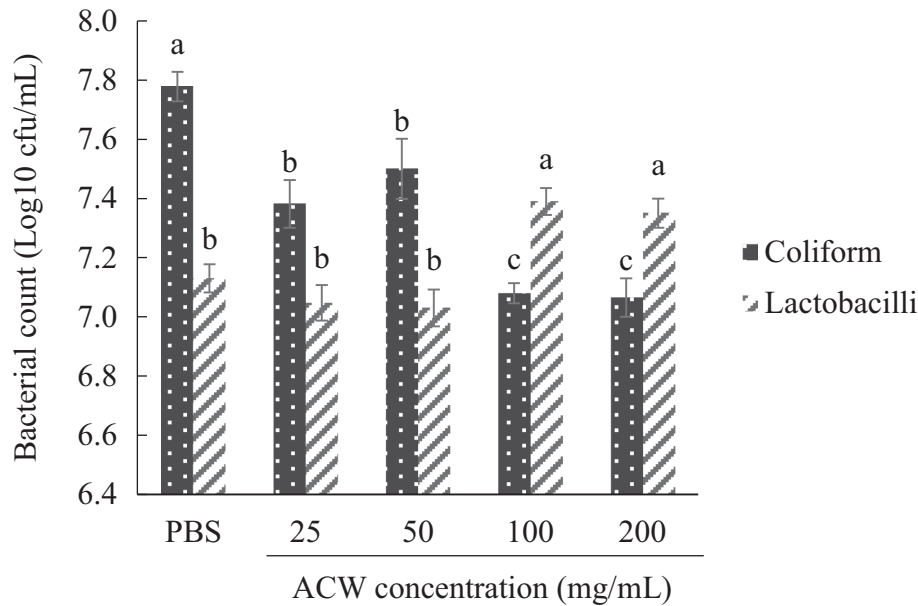 Bacterial count (Log10 cfu/mL)
8.0
7.8
7.6
7.4
7.2
7.0
6.8
6.6
6.4
a
b
b
b
b
b
c
a
c
a
PBS
25
50
100
200
ACW concentration (mg/mL)
Coliform
Lactobacilli